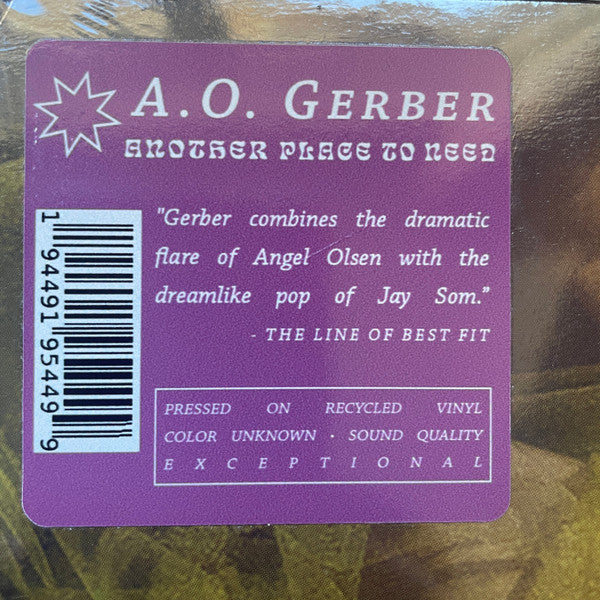 A.O. GERBER
ANOTHER PLACE TO NEED
"Gerber combines the dramatic
flare of Angel Olsen with the
dreamlike pop of Jay Som.”
- THE LINE OF BEST FIT
PRESSED ON RECYCLED VINYL
COLOR UNKNOWN · SOUND QUALITY
EXCEPTIONAL
1 94491 95449 9